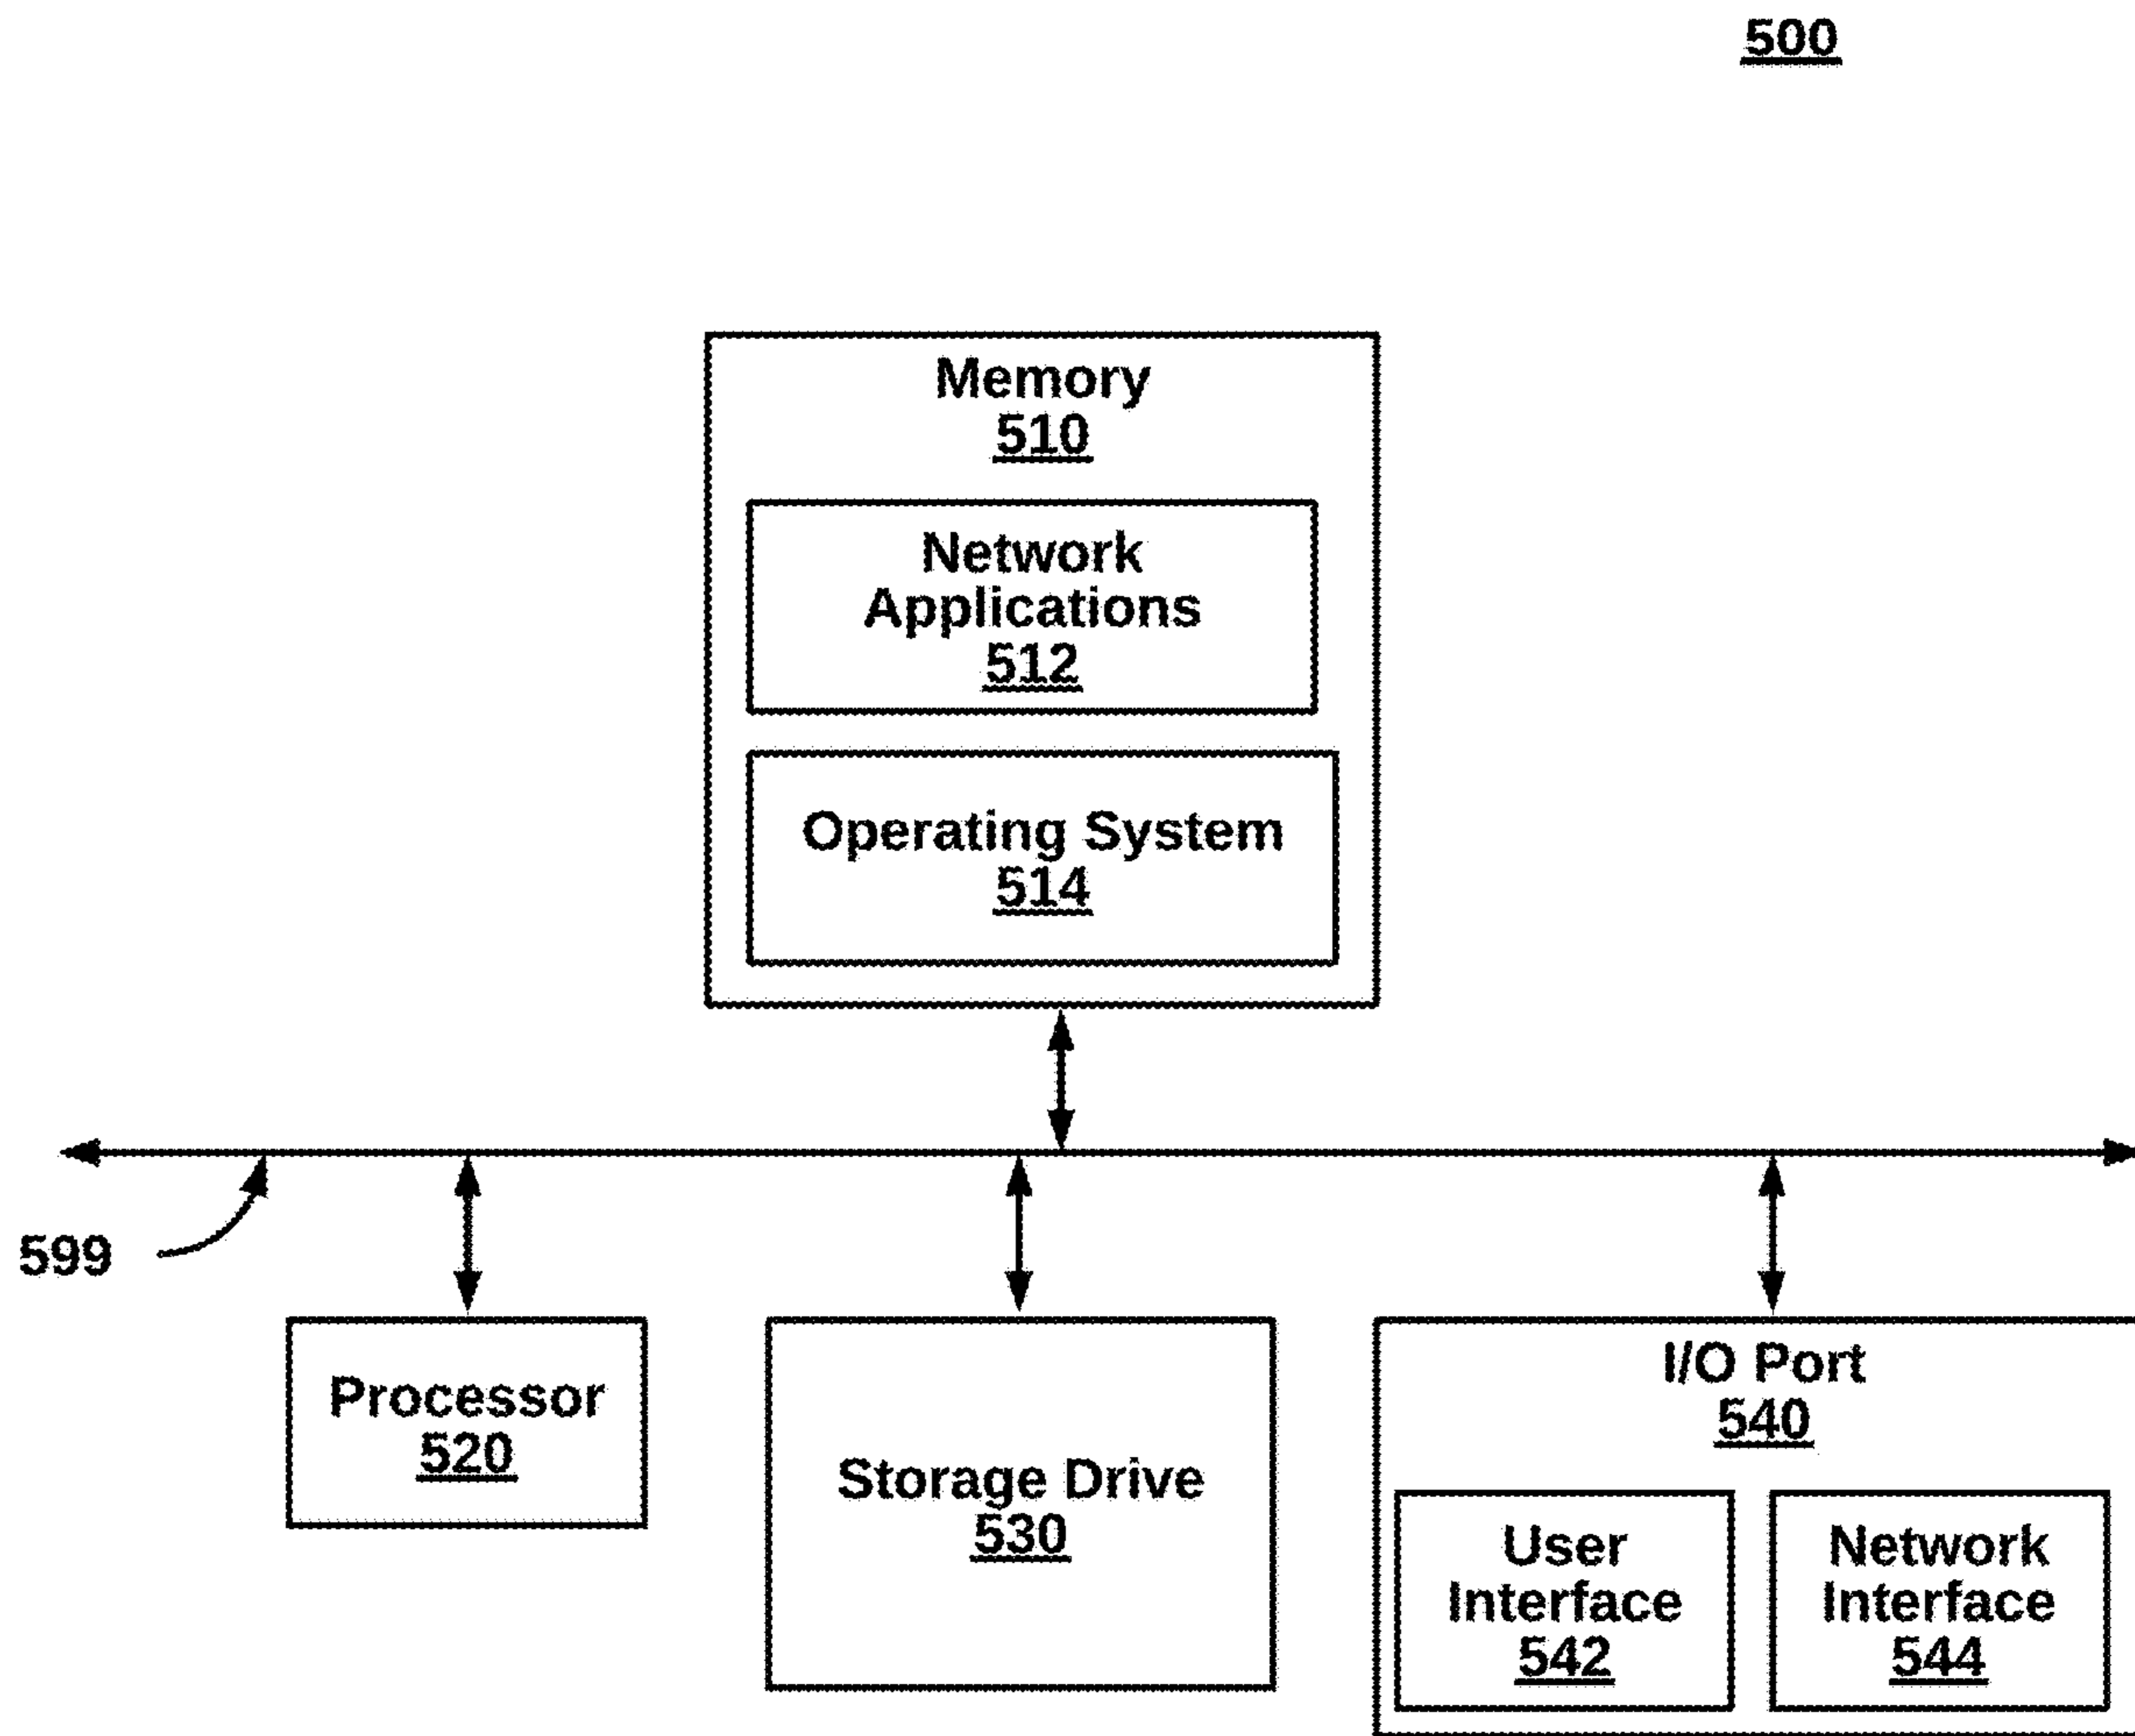 500
Memory
510
Network
Applications
512
Operating System
514
599
Processor
520
Storage Drive
530
I/O Port
540
User
Interface
542
Network
Interface
544